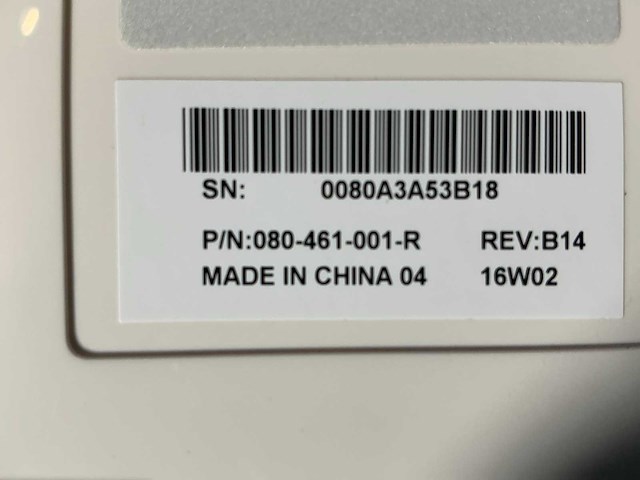 SN: 0080A3A53B18
P/N:080-461-001-R REV:B14
MADE IN CHINA 04 16W02